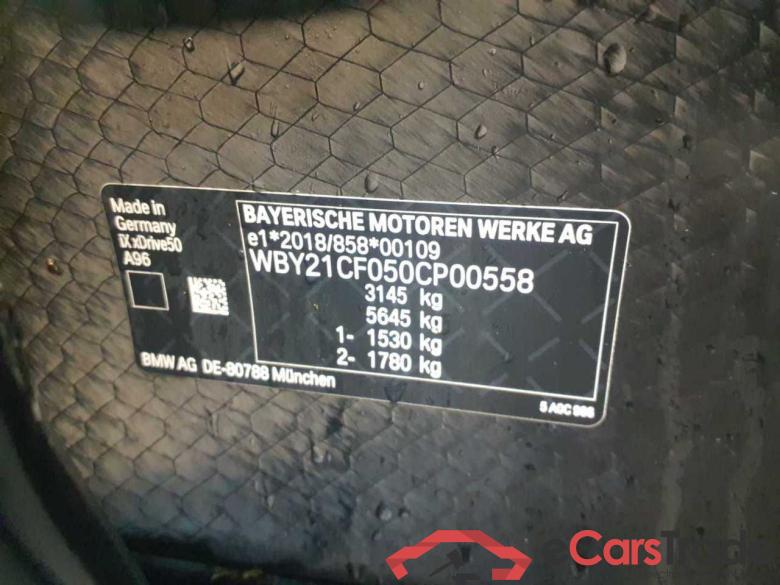 Made in
Germany
iX xDrive50
A96
BAYERISCHE MOTOREN WERKE AG
e1*2018/858*00109
WBY21CF050CP00558
3145 kg
5645 kg
1- 1530 kg
2- 1780 kg
BMW AG DE-80788 München
eCarsTrade